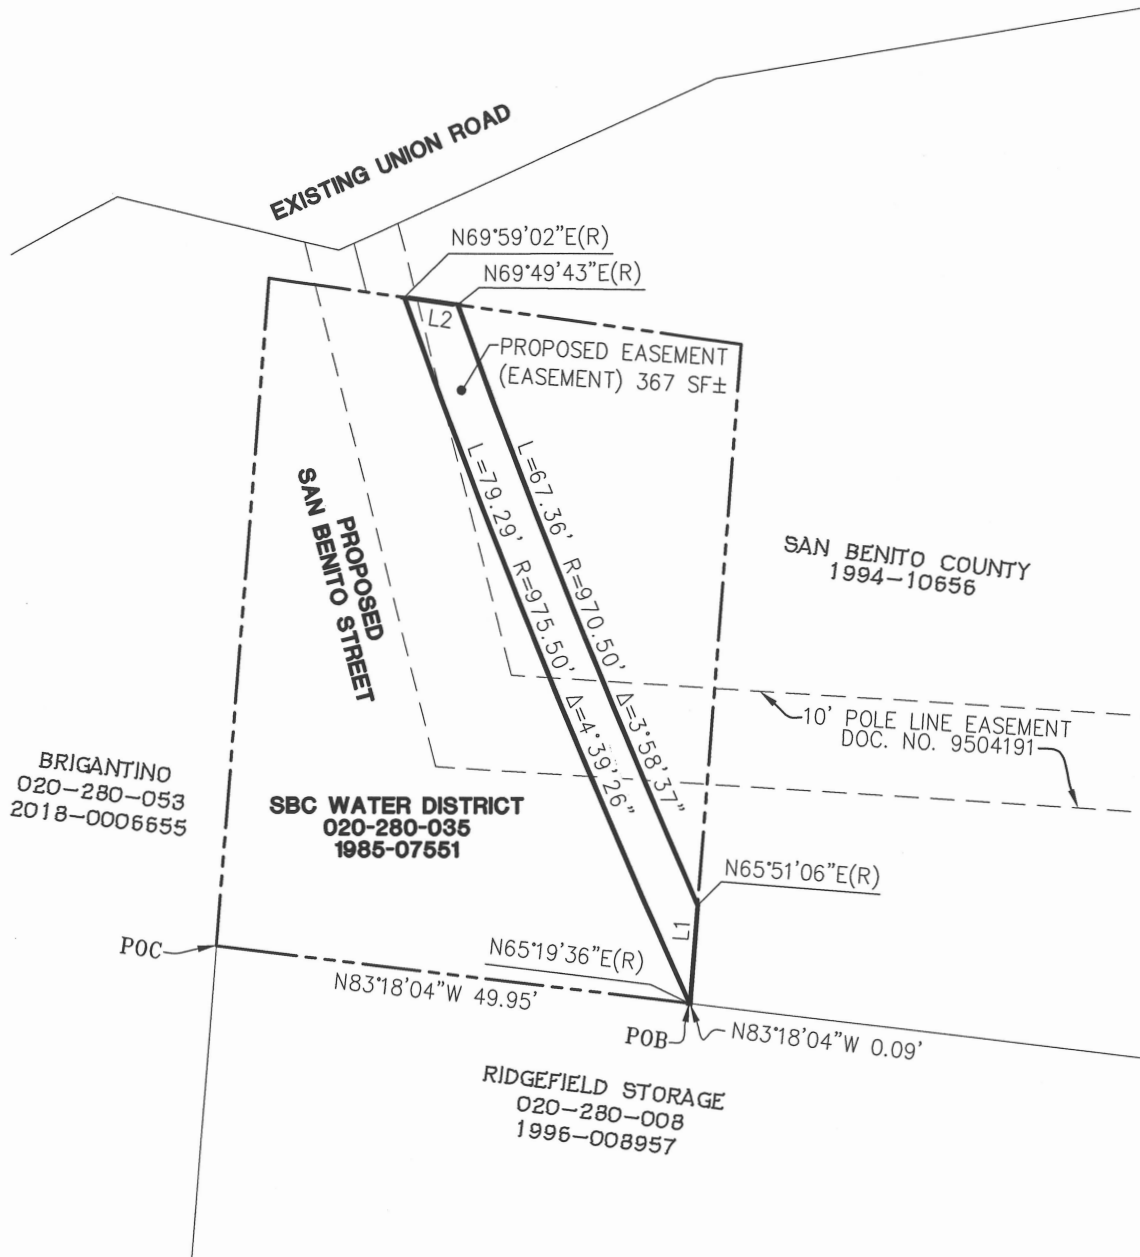 EXISTING UNION ROAD
N69°59'02"E(R)
N69°49'43"E(R)
L2
PROPOSED EASEMENT
(EASEMENT) 367 SF±
L=79.29' R=975.50' Δ=4°39'26"
L=67.36' R=970.50' Δ=3°58'37"
PROPOSED
SAN BENITO STREET
SAN BENITO COUNTY
1994-10656
10' POLE LINE EASEMENT
DOC. NO. 9504191
BRIGANTINO
020-280-053
2018-0006655
SBC WATER DISTRICT
020-280-035
1985-07551
N65°51'06"E(R)
L1
POC
N65°19'36"E(R)
N83°18'04"W 49.95'
POB
N83°18'04"W 0.09'
RIDGEFIELD STORAGE
020-280-008
1996-008957